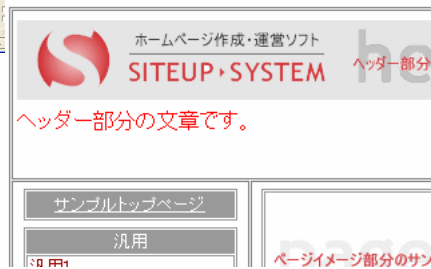 ホームページ作成・運営ソフト
SITEUP・SYSTEM
ヘッダー部分
ヘッダー部分の文章です。
サンプルトップページ
汎用
汎用1
ページイメージ部分のサン